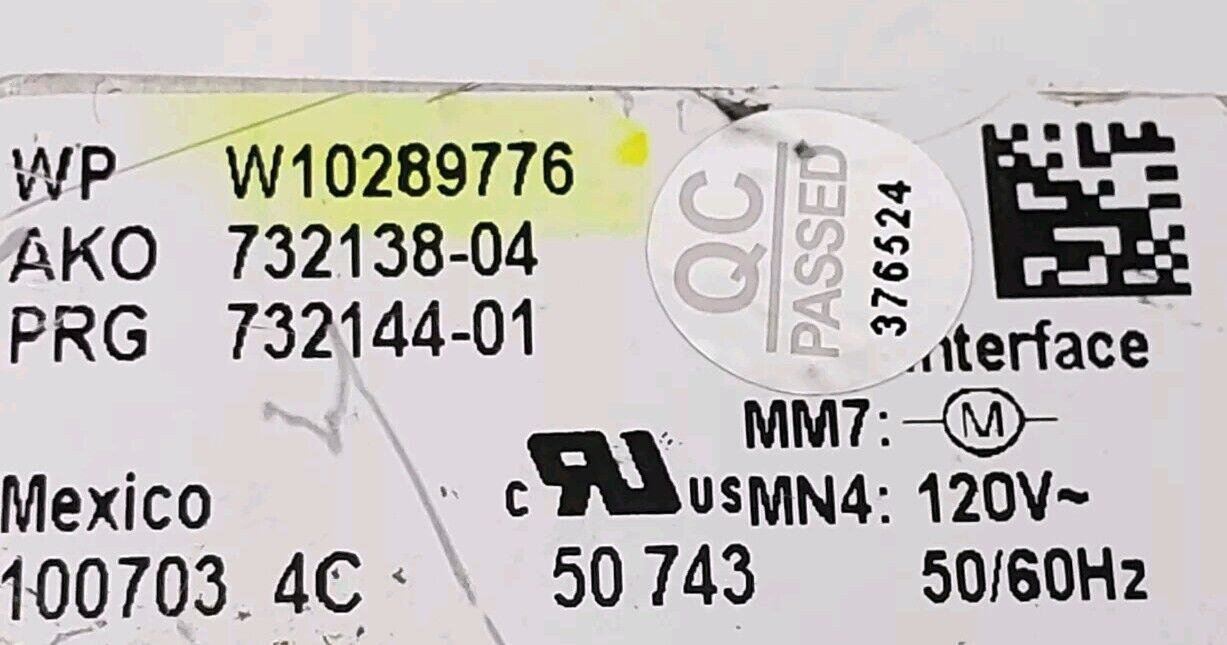 WP W10289776
AKO 732138-04
PRG 732144-01
QC
PASSED
376524
nterface
MM7: M
Mexico
c RU US MN4: 120V~
100703 4C 50 743 50/60Hz